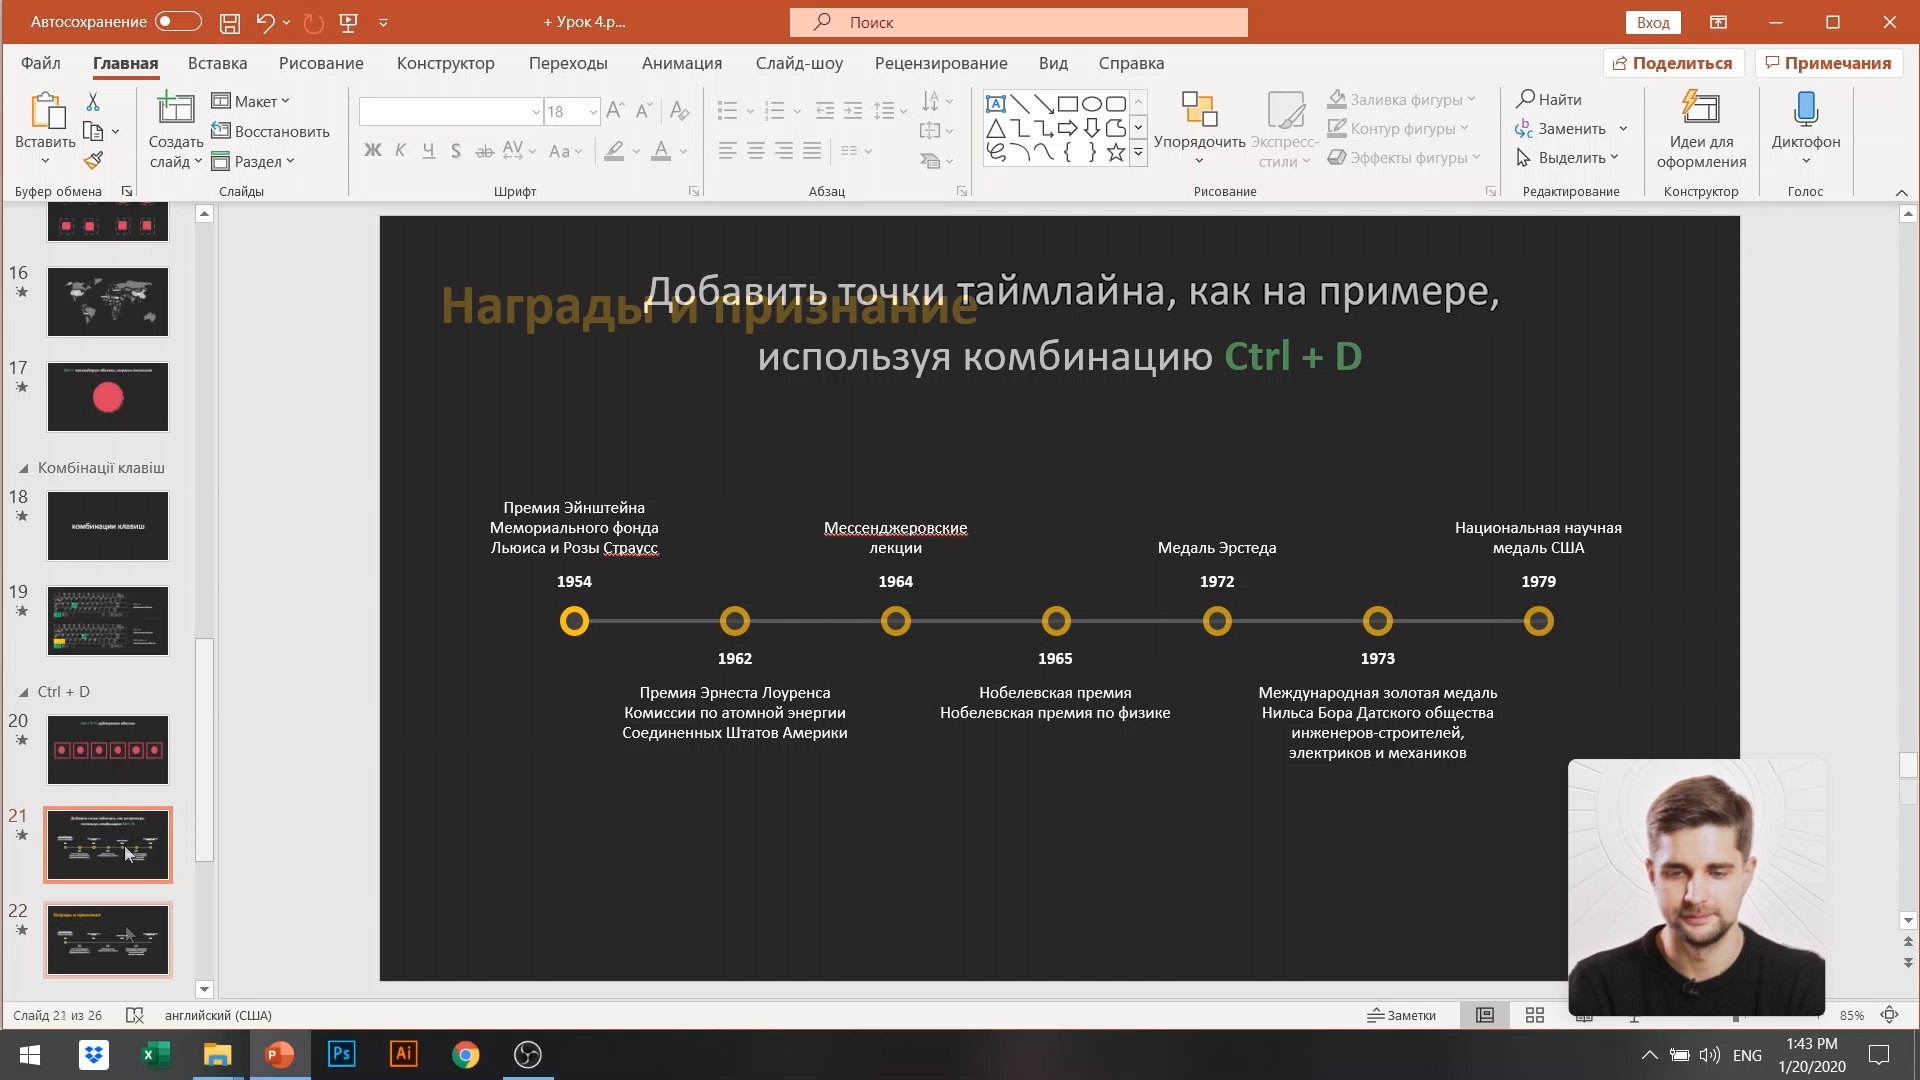 Автосохранение
+ Урок 4.p...
Поиск
Вход
Файл Главная Вставка Рисование Конструктор Переходы Анимация Слайд-шоу Рецензирование Вид Справка
Поделиться
Примечания
Вставить
Буфер обмена
Создать слайд
Макет
Восстановить
Раздел
Слайды
18
Ж К Ч S ab AV Aa A
Шрифт
Абзац
Упорядочить
Экспресс-стили
Заливка фигуры
Контур фигуры
Эффекты фигуры
Рисование
Найти
Заменить
Выделить
Редактирование
Идеи для оформления
Конструктор
Диктофон
Голос
16
17
Комбінації клавіш
18
комбинации клавиш
19
Ctrl + D
20
21
22
Награды и признание
Награды и признание
Добавить точки таймлайна, как на примере,
используя комбинацию Ctrl + D
Премия Эйнштейна
Мемориального фонда
Льюиса и Розы Страусс
1954
Мессенджеровские
лекции
1964
Медаль Эрстеда
1972
Национальная научная
медаль США
1979
1962
Премия Эрнеста Лоуренса
Комиссии по атомной энергии
Соединенных Штатов Америки
1965
Нобелевская премия
Нобелевская премия по физике
1973
Международная золотая медаль
Нильса Бора Датского общества
инженеров-строителей,
электриков и механиков
Слайд 21 из 26
английский (США)
Заметки
85%
Ps
Ai
ENG
1:43 PM
1/20/2020